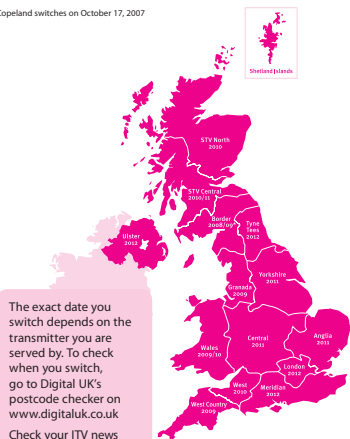 Copeland switches on October 17, 2007
Shetland Islands
STV North
2010
STV Central
2010/11
Border
2008/09*
Tyne
Tees
2012
Ulster
2012
Granada
2009
Yorkshire
2011
Wales
2009/10
Central
2011
Anglia
2011
London
2012
West
2010
Meridian
2012
West Country
2009
The exact date you
switch depends on the
transmitter you are
served by. To check
when you switch,
go to Digital UK's
postcode checker on
www.digitaluk.co.uk
Check your ITV news